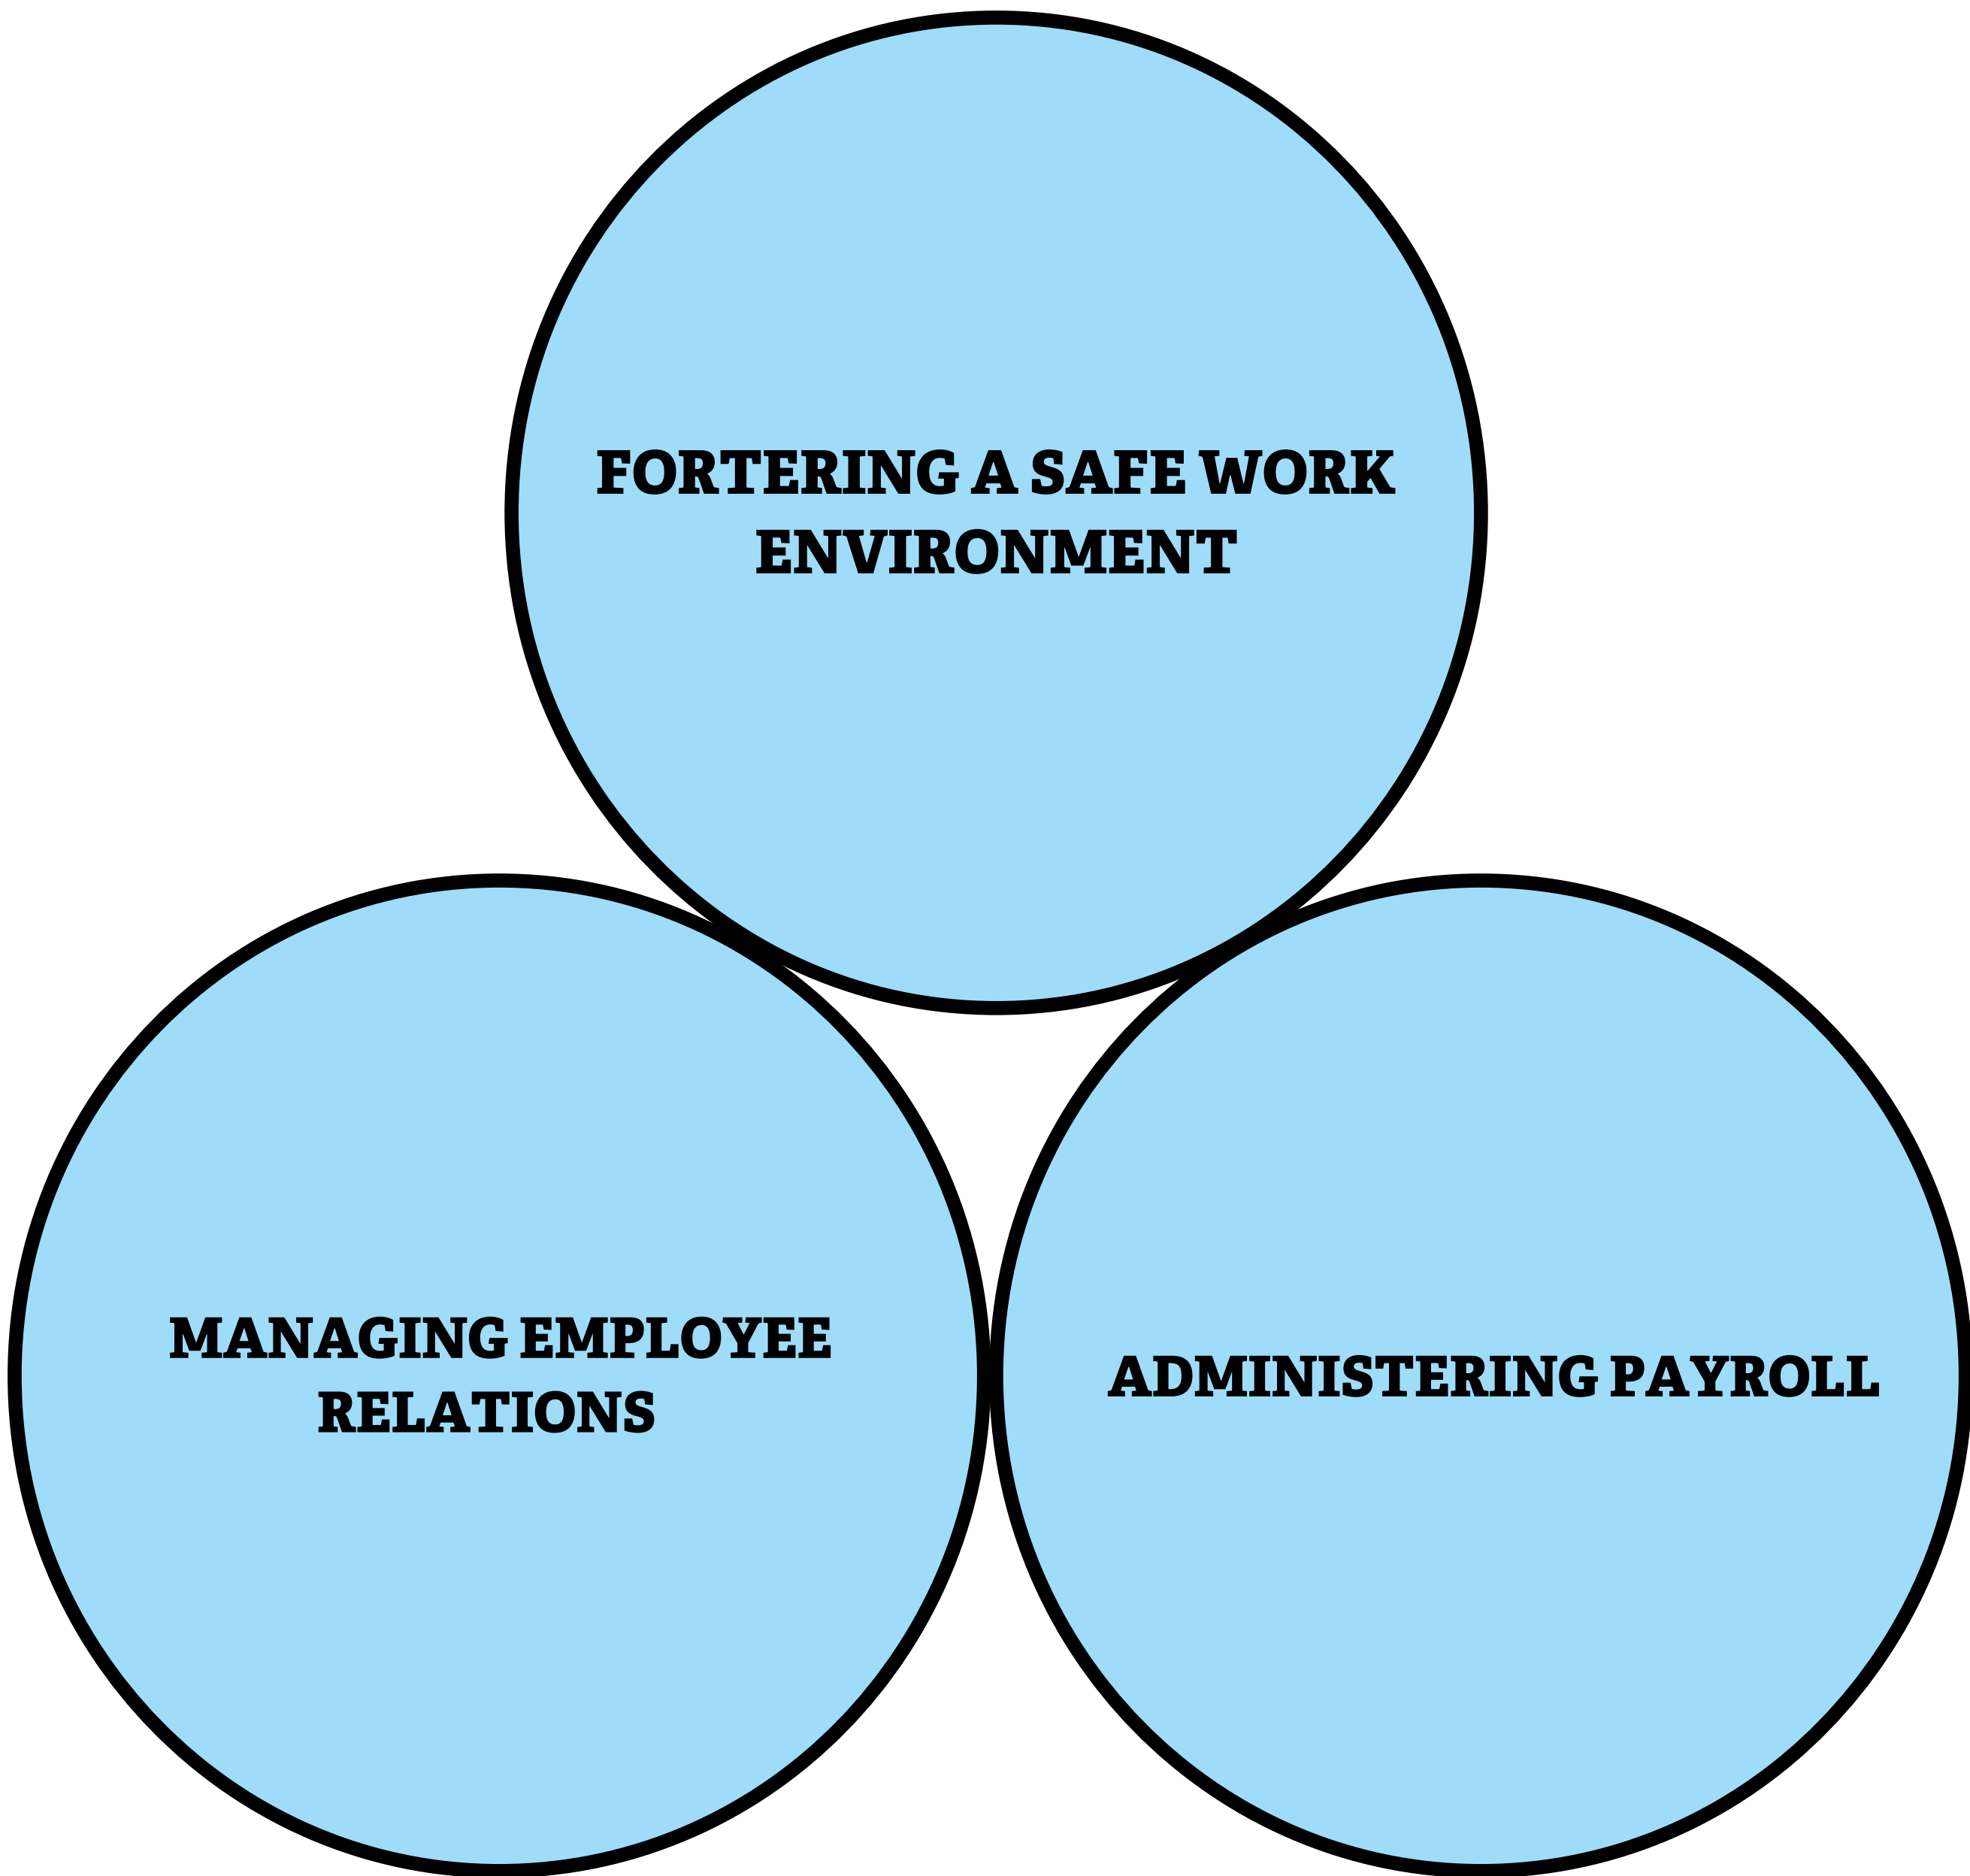 FORTERING A SAFE WORK
ENVIRONMENT
MANAGING EMPLOYEE
RELATIONS
ADMINISTERING PAYROLL